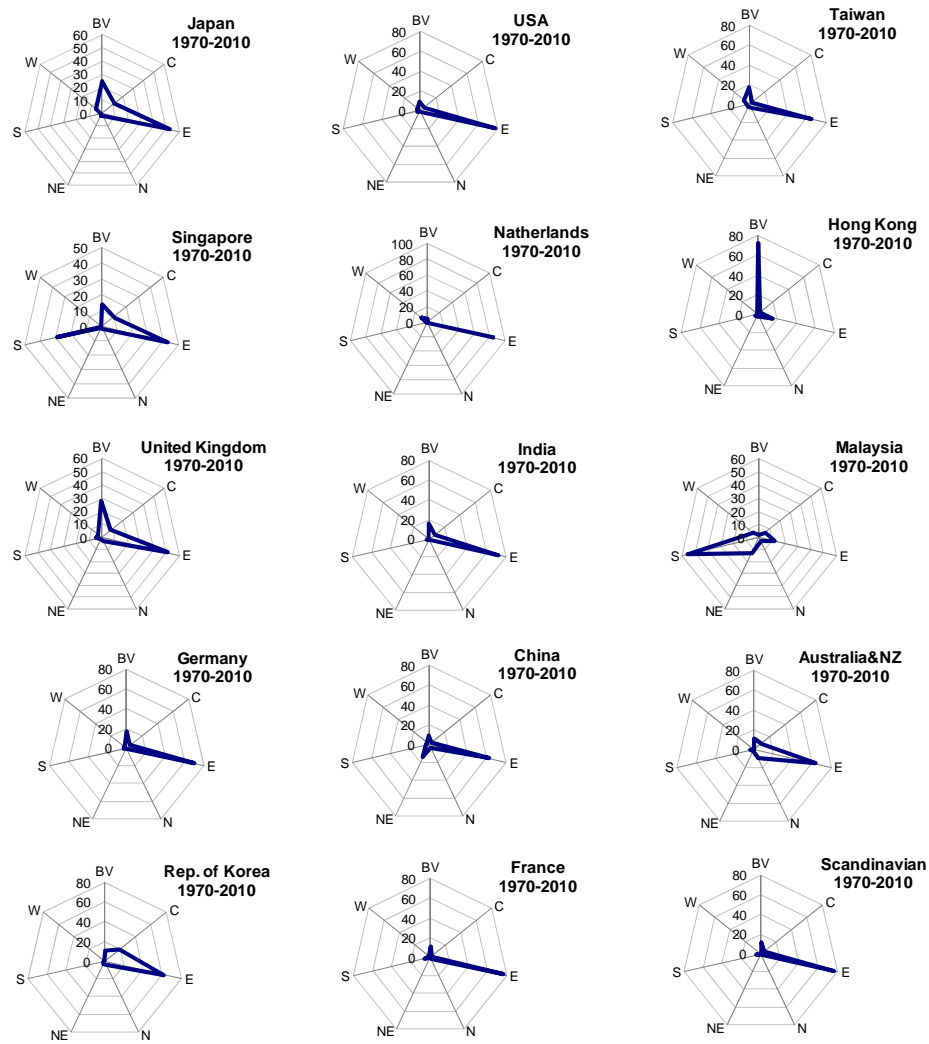 Japan
1970-2010
BV
60
50
40
30
20
10
0
C
E
N
NE
S
W
USA
1970-2010
BV
80
60
40
20
0
C
E
N
NE
S
W
Taiwan
1970-2010
BV
80
60
40
20
0
C
E
N
NE
S
W
Singapore
1970-2010
BV
50
40
30
20
10
0
C
E
N
NE
S
W
Natherlands
1970-2010
BV
100
80
60
40
20
0
C
E
N
NE
S
W
Hong Kong
1970-2010
BV
80
60
40
20
0
C
E
N
NE
S
W
United Kingdom
1970-2010
BV
60
50
40
30
20
10
0
C
E
N
NE
S
W
India
1970-2010
BV
80
60
40
20
0
C
E
N
NE
S
W
Malaysia
1970-2010
BV
60
50
40
30
20
10
0
C
E
N
NE
S
W
Germany
1970-2010
BV
80
60
40
20
0
C
E
N
NE
S
W
China
1970-2010
BV
80
60
40
20
0
C
E
N
NE
S
W
Australia&NZ
1970-2010
BV
80
60
40
20
0
C
E
N
NE
S
W
Rep. of Korea
1970-2010
BV
80
60
40
20
0
C
E
N
NE
S
W
France
1970-2010
BV
80
60
40
20
0
C
E
N
NE
S
W
Scandinavian
1970-2010
BV
80
60
40
20
0
C
E
N
NE
S
W